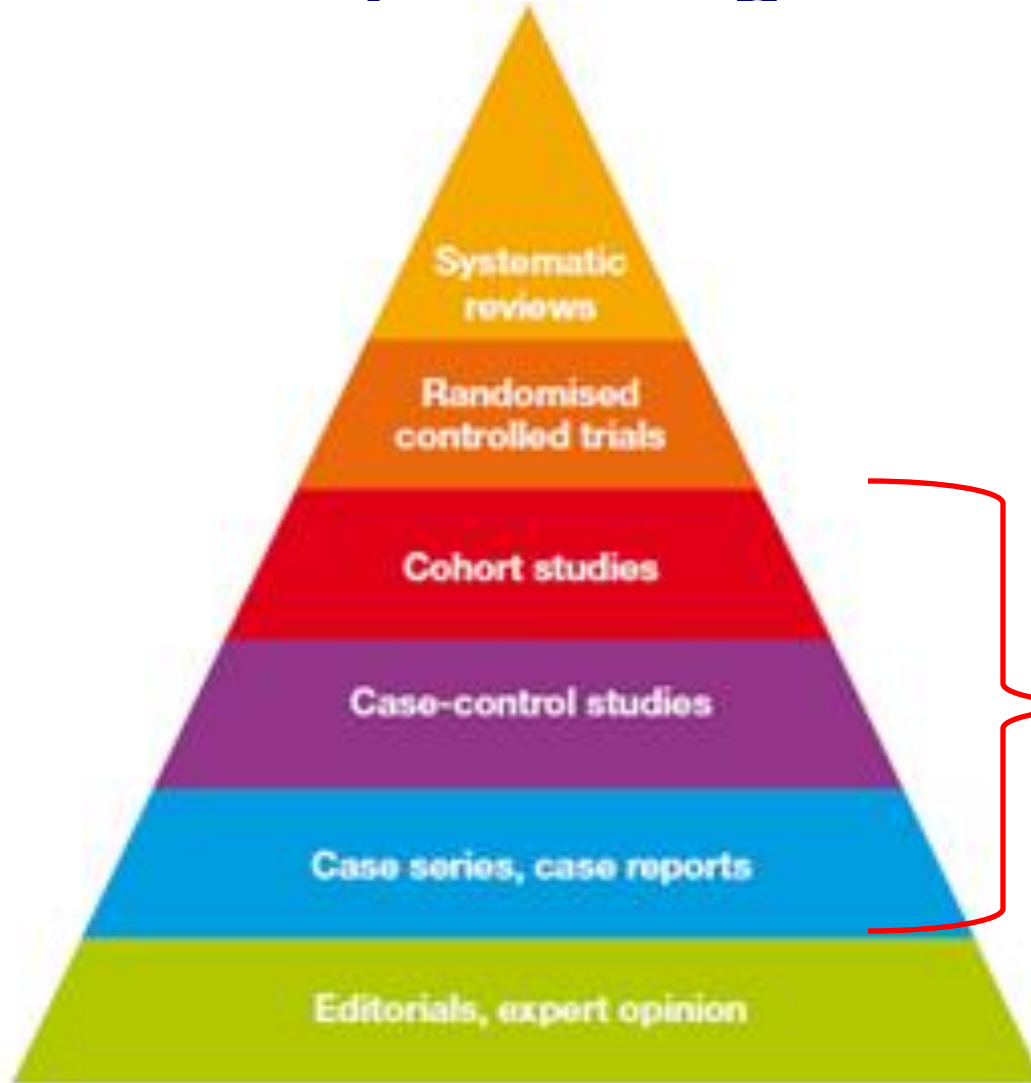 Systematic
reviews
Randomised
controlled trials
Cohort studies
Case-control studies
Case series, case reports
Editorials, expert opinion